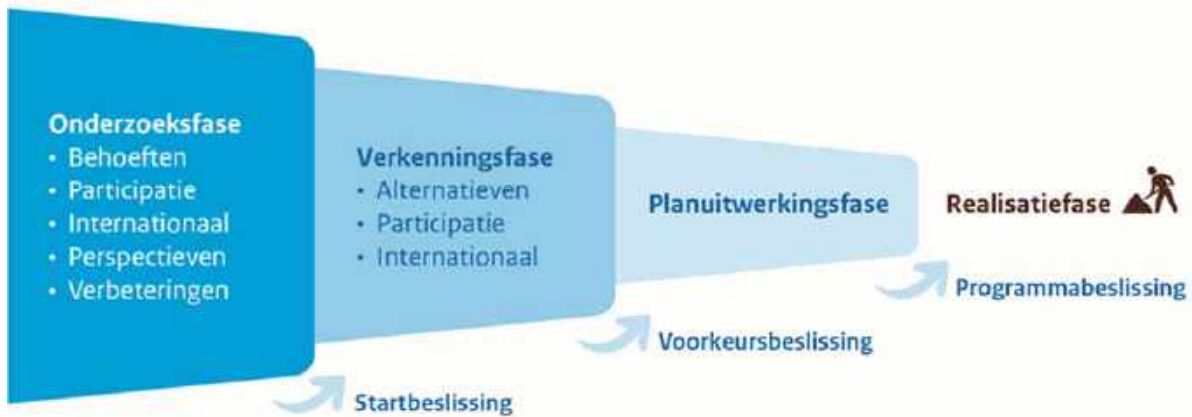 Onderzoeksfase
• Behoeften
• Participatie
• Internationaal
• Perspectieven
• Verbeteringen
Startbeslissing
Verkenningsfase
• Alternatieven
• Participatie
• Internationaal
Voorkeursbeslissing
Planuitwerkingsfase
Programmabeslissing
Realisatiefase